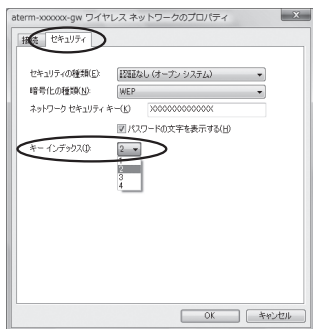 aterm-xxxxxx-gw ワイヤレス ネットワークのプロパティ
接続 セキュリティ
セキュリティの種類(E): 認証なし (オープン システム)
暗号化の種類(N): WEP
ネットワーク セキュリティ キー(K) XXXXXXXXXXXXX
パスワードの文字を表示する(H)
キー インデックス(I): 2
1
2
3
4
OK キャンセル